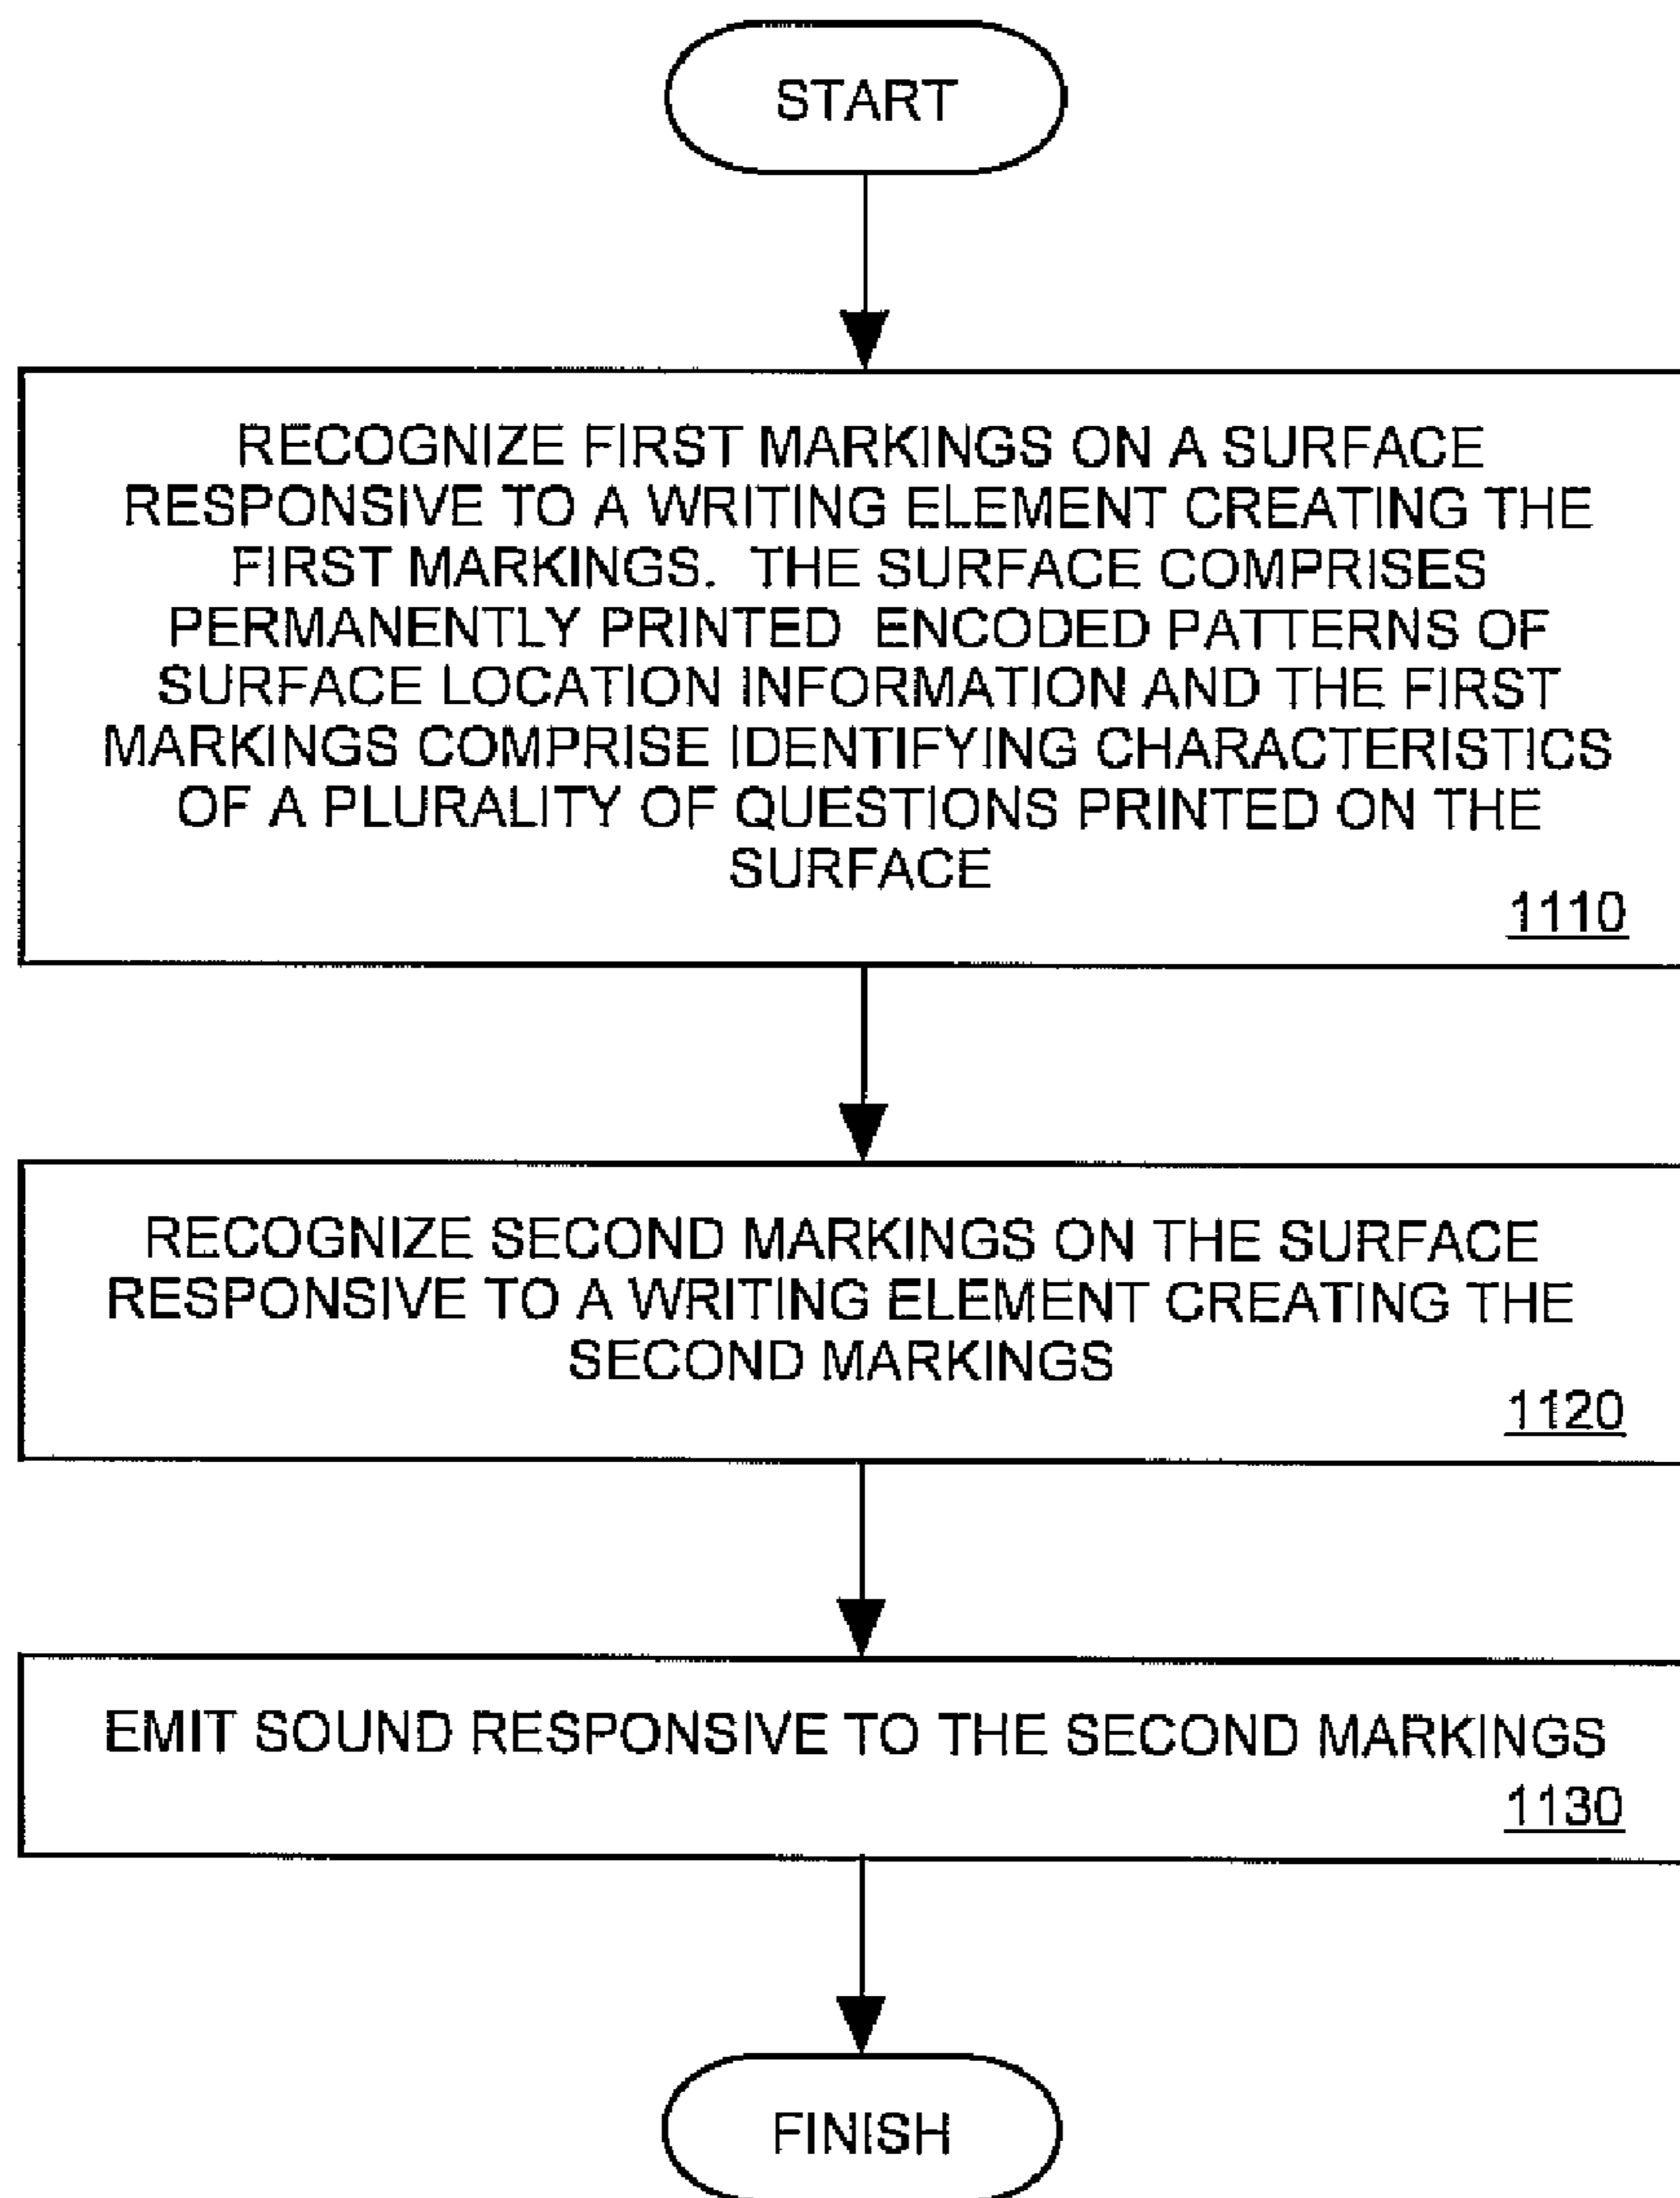 START
RECOGNIZE FIRST MARKINGS ON A SURFACE
RESPONSIVE TO A WRITING ELEMENT CREATING THE
FIRST MARKINGS. THE SURFACE COMPRISES
PERMANENTLY PRINTED ENCODED PATTERNS OF
SURFACE LOCATION INFORMATION AND THE FIRST
MARKINGS COMPRISE IDENTIFYING CHARACTERISTICS
OF A PLURALITY OF QUESTIONS PRINTED ON THE
SURFACE
1110
RECOGNIZE SECOND MARKINGS ON THE SURFACE
RESPONSIVE TO A WRITING ELEMENT CREATING THE
SECOND MARKINGS
1120
EMIT SOUND RESPONSIVE TO THE SECOND MARKINGS
1130
FINISH